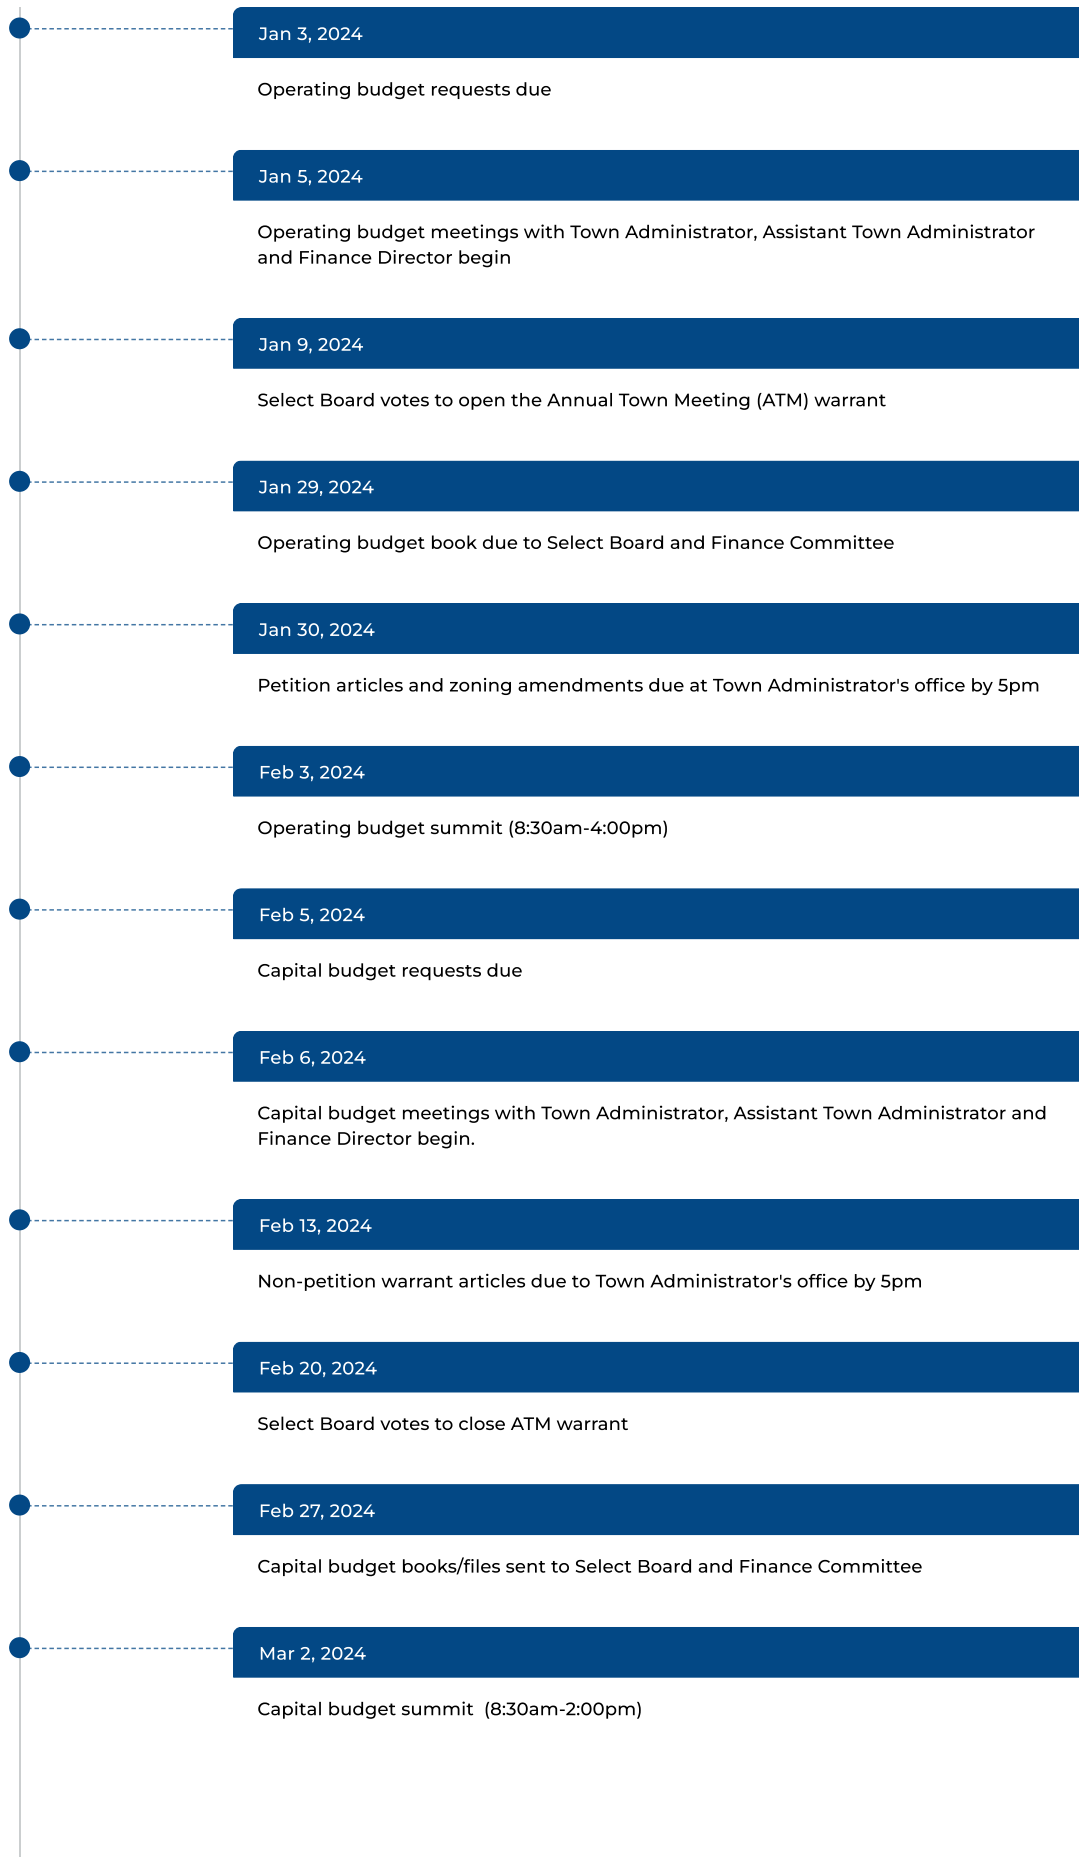 Jan 3, 2024
Operating budget requests due
Jan 5, 2024
Operating budget meetings with Town Administrator, Assistant Town Administrator
and Finance Director begin
Jan 9, 2024
Select Board votes to open the Annual Town Meeting (ATM) warrant
Jan 29, 2024
Operating budget book due to Select Board and Finance Committee
Jan 30, 2024
Petition articles and zoning amendments due at Town Administrator's office by 5pm
Feb 3, 2024
Operating budget summit (8:30am-4:00pm)
Feb 5, 2024
Capital budget requests due
Feb 6, 2024
Capital budget meetings with Town Administrator, Assistant Town Administrator and
Finance Director begin.
Feb 13, 2024
Non-petition warrant articles due to Town Administrator's office by 5pm
Feb 20, 2024
Select Board votes to close ATM warrant
Feb 27, 2024
Capital budget books/files sent to Select Board and Finance Committee
Mar 2, 2024
Capital budget summit  (8:30am-2:00pm)